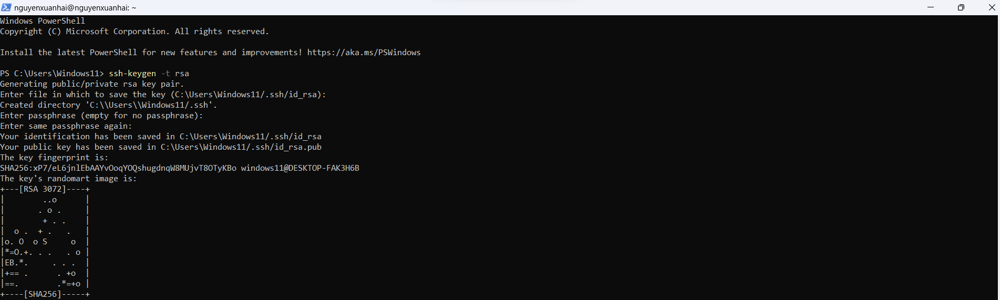 nguyenxuanhai@nguyenxuanhai: ~
Windows PowerShell
Copyright (C) Microsoft Corporation. All rights reserved.
Install the latest PowerShell for new features and improvements! https://aka.ms/PSWindows
PS C:\Users\Windows11> ssh-keygen -t rsa
Generating public/private rsa key pair.
Enter file in which to save the key (C:\Users\Windows11/.ssh/id_rsa):
Created directory 'C:\\Users\\Windows11/.ssh'.
Enter passphrase (empty for no passphrase):
Enter same passphrase again:
Your identification has been saved in C:\Users\Windows11/.ssh/id_rsa
Your public key has been saved in C:\Users\Windows11/.ssh/id_rsa.pub
The key fingerprint is:
SHA256:xP7/eL6jnlEbAAYvOoqYOQshugdnqW8MUjvT8OTyKBo windows11@DESKTOP-FAK3H6B
The key's randomart image is:
+---[RSA 3072]----+
|        ..o      |
|       . o .     |
|        + . .    |
|  o .  + .   .   |
|o. O  o S     o  |
|*=O.+. . .   . o |
|EB.*.     . . .  |
|+== .      . +o  |
|==.        .*=+o |
+----[SHA256]-----+